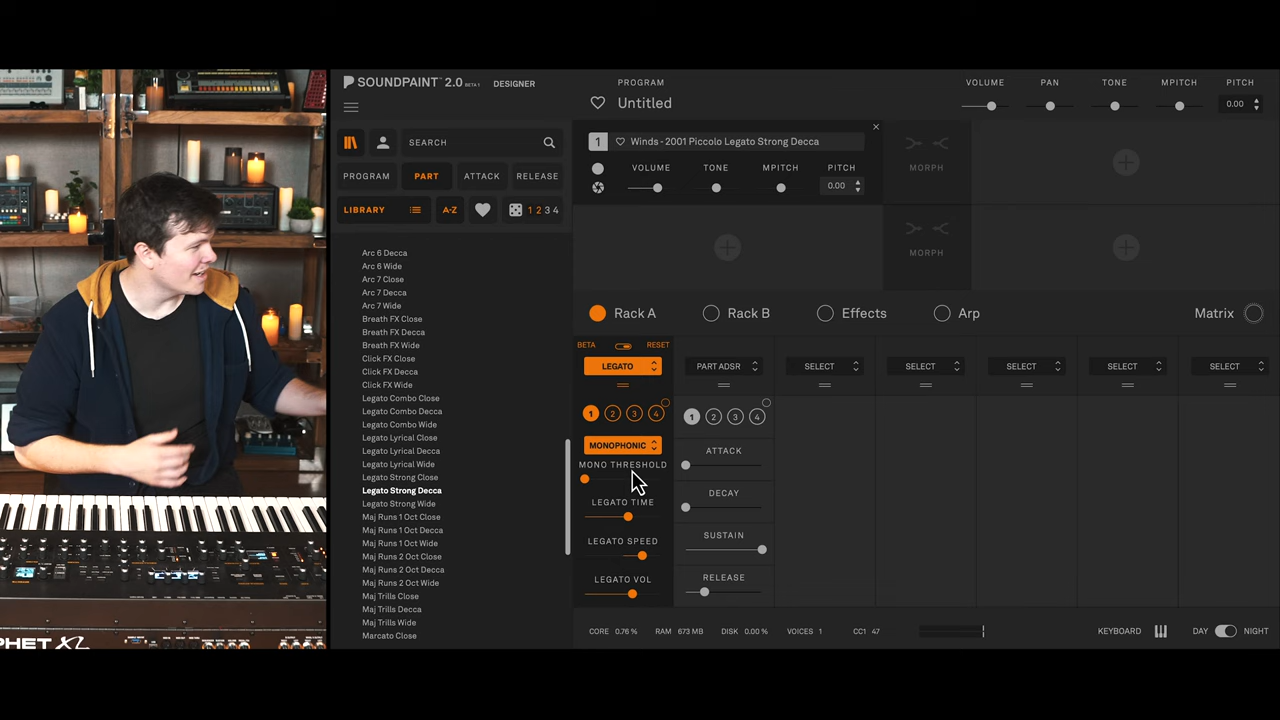 SOUNDPAINT 2.0 BETA 1 DESIGNER
PROGRAM
Untitled
VOLUME PAN TONE MPITCH PITCH
0.00
SEARCH
PROGRAM PART ATTACK RELEASE
LIBRARY A-Z 1 2 3 4
Arc 6 Decca
Arc 6 Wide
Arc 7 Close
Arc 7 Decca
Arc 7 Wide
Breath FX Close
Breath FX Decca
Breath FX Wide
Click FX Close
Click FX Decca
Click FX Wide
Legato Combo Close
Legato Combo Decca
Legato Combo Wide
Legato Lyrical Close
Legato Lyrical Decca
Legato Lyrical Wide
Legato Strong Close
Legato Strong Decca
Legato Strong Wide
Maj Runs 1 Oct Close
Maj Runs 1 Oct Decca
Maj Runs 1 Oct Wide
Maj Runs 2 Oct Close
Maj Runs 2 Oct Decca
Maj Runs 2 Oct Wide
Maj Trills Close
Maj Trills Decca
Maj Trills Wide
Marcato Close
1 Winds - 2001 Piccolo Legato Strong Decca
VOLUME TONE MPITCH PITCH
0.00
MORPH
MORPH
Rack A Rack B Effects Arp Matrix
BETA RESET
LEGATO PART ADSR SELECT SELECT SELECT SELECT SELECT
1 2 3 4 1 2 3 4
MONOPHONIC
MONO THRESHOLD
LEGATO TIME
LEGATO SPEED
LEGATO VOL
ATTACK
DECAY
SUSTAIN
RELEASE
CORE 0.76 % RAM 673 MB DISK 0.00 % VOICES 1 CC1 47 KEYBOARD DAY NIGHT
PHET XL